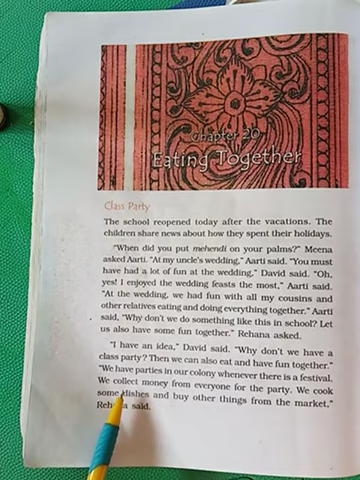 Chapter 20
Eating Together
Class Party
The school reopened today after the vacations. The
children share news about how they spent their holidays.
"When did you put mehendi on your palms?" Meena
asked Aarti. "At my uncle's wedding," Aarti said. "You must
have had a lot of fun at the wedding," David said. "Oh,
yes! I enjoyed the wedding feasts the most," Aarti said.
"At the wedding, we had fun with all my cousins and
other relatives eating and doing everything together." Aarti
said, "Why don't we do something like this in school? Let
us also have some fun together." Rehana asked.
"I have an idea," David said. "Why don't we have a
class party? Then we can also eat and have fun together."
"We have parties in our colony whenever there is a festival.
We collect money from everyone for the party. We cook
some dishes and buy other things from the market,"
Rehana said.